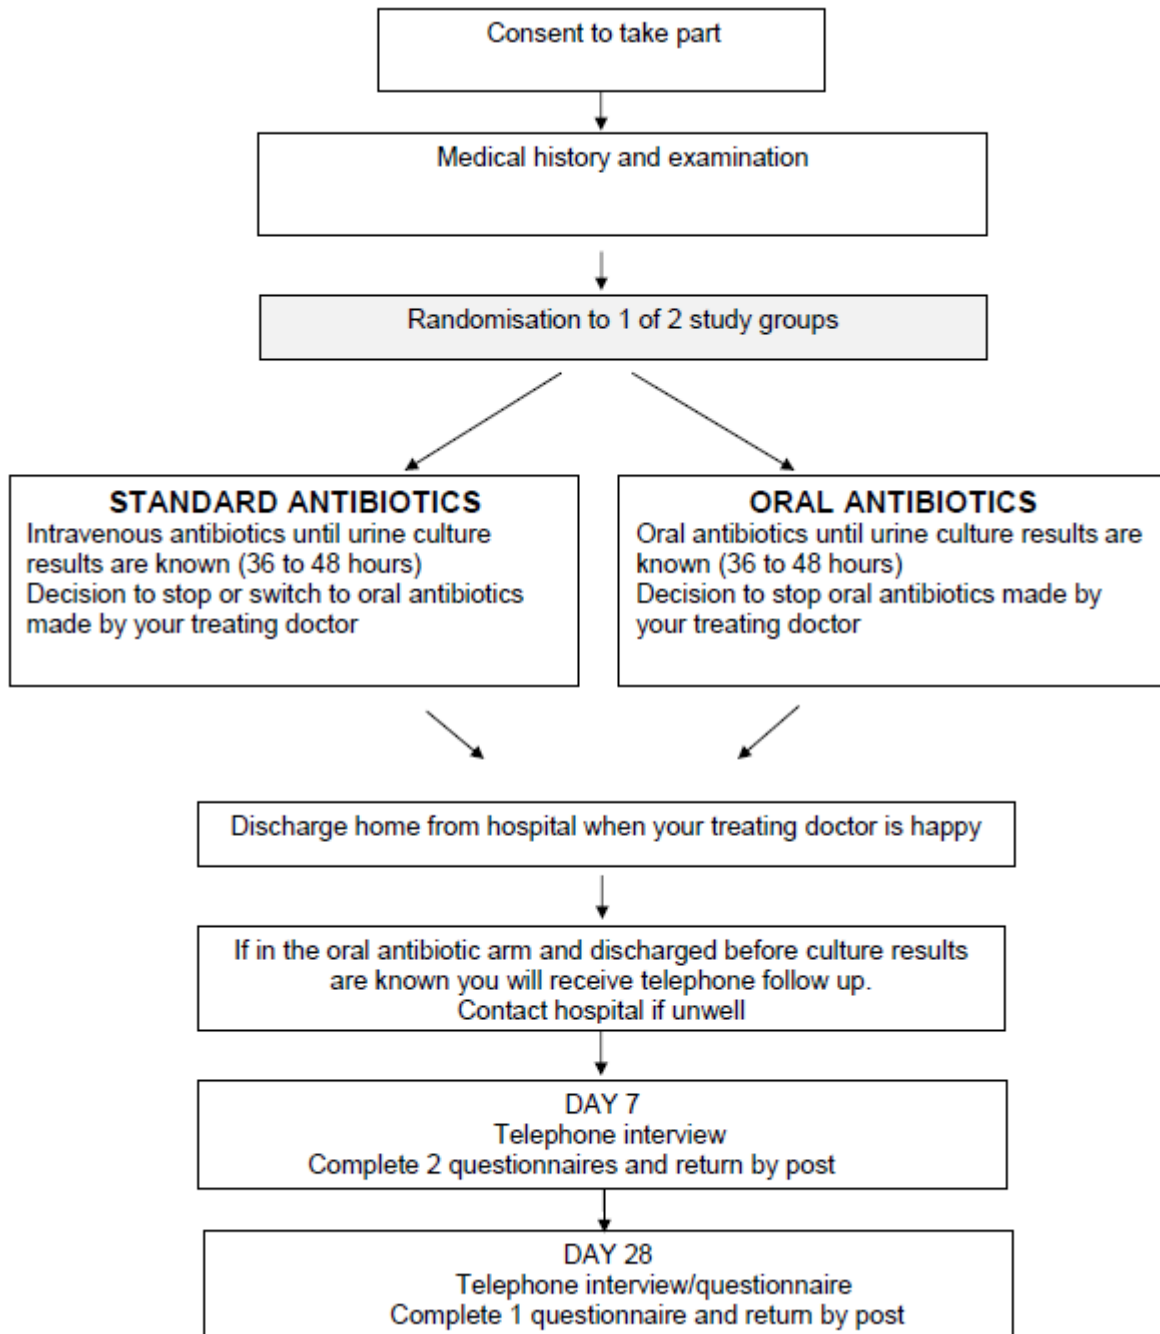 Consent to take part
Medical history and examination
Randomisation to 1 of 2 study groups
STANDARD ANTIBIOTICS
Intravenous antibiotics until urine culture
results are known (36 to 48 hours)
Decision to stop or switch to oral antibiotics
made by your treating doctor
ORAL ANTIBIOTICS
Oral antibiotics until urine culture results are
known (36 to 48 hours)
Decision to stop oral antibiotics made by
your treating doctor
Discharge home from hospital when your treating doctor is happy
If in the oral antibiotic arm and discharged before culture results
are known you will receive telephone follow up.
Contact hospital if unwell
DAY 7
Telephone interview
Complete 2 questionnaires and return by post
DAY 28
Telephone interview/questionnaire
Complete 1 questionnaire and return by post